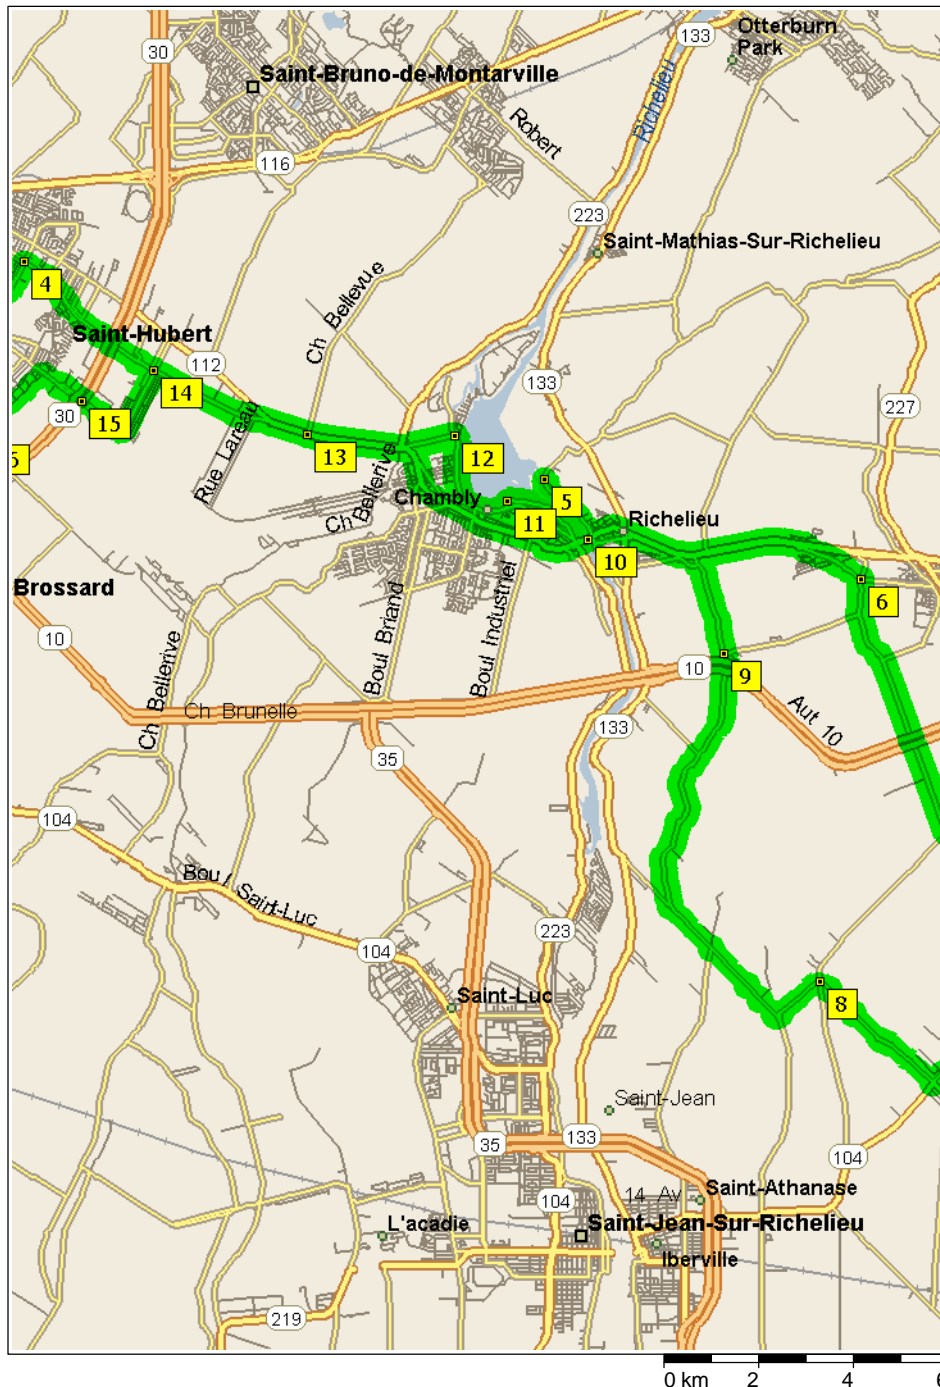 133
Otterburn
Park
30
Saint-Bruno-de-Montarville
Richelieu
Robert
116
223
Saint-Mathias-Sur-Richelieu
4
Ch Bellevue
Saint-Hubert
112
133
14
227
15
30
Rue Lareau
13
12
5
Ch Bellerive
Chambly
5
11
Richelieu
10
Brossard
6
10
Boul Briand
Boul Industriel
Ch Bellerive
10
9
Ch Brunelle
Aut 10
133
35
104
Boul Saint-Luc
223
104
8
Saint-Luc
Saint-Jean
35
133
104
14 Av
Saint-Athanase
104
L'acadie
Saint-Jean-Sur-Richelieu
Iberville
219
0 km 2 4 6